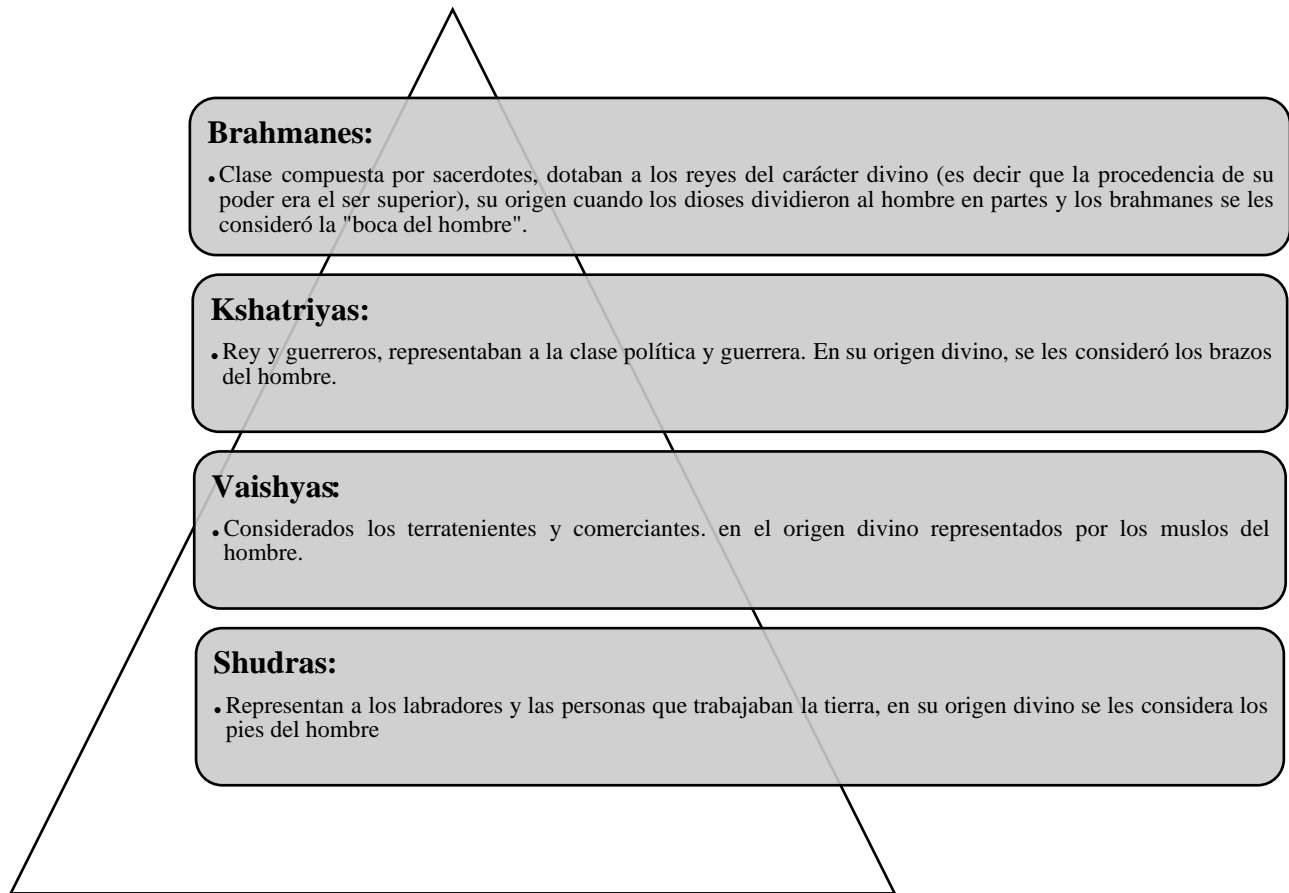 Brahmanes:
•Clase compuesta por sacerdotes, dotaban a los reyes del carácter divino (es decir que la procedencia de su
poder era el ser superior), su origen cuando los dioses dividieron al hombre en partes y los brahmanes se les
consideró la "boca del hombre".
Kshatriyas:
•Rey y guerreros, representaban a la clase política y guerrera. En su origen divino, se les consideró los brazos
del hombre.
Vaishyas:
•Considerados los terratenientes y comerciantes. en el origen divino representados por los muslos del
hombre.
Shudras:
•Representan a los labradores y las personas que trabajaban la tierra, en su origen divino se les considera los
pies del hombre